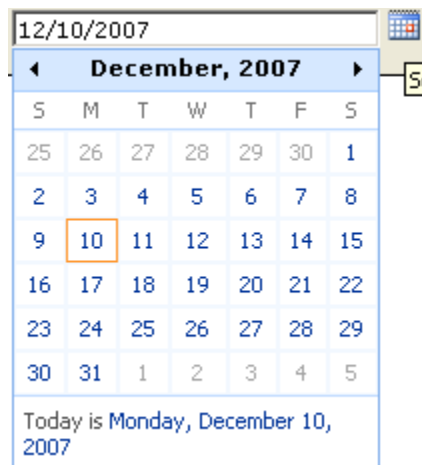 12/10/2007
December, 2007
S M T W T F S
25 26 27 28 29 30 1
2 3 4 5 6 7 8
9 10 11 12 13 14 15
16 17 18 19 20 21 22
23 24 25 26 27 28 29
30 31 1 2 3 4 5
Today is Monday, December 10,
2007